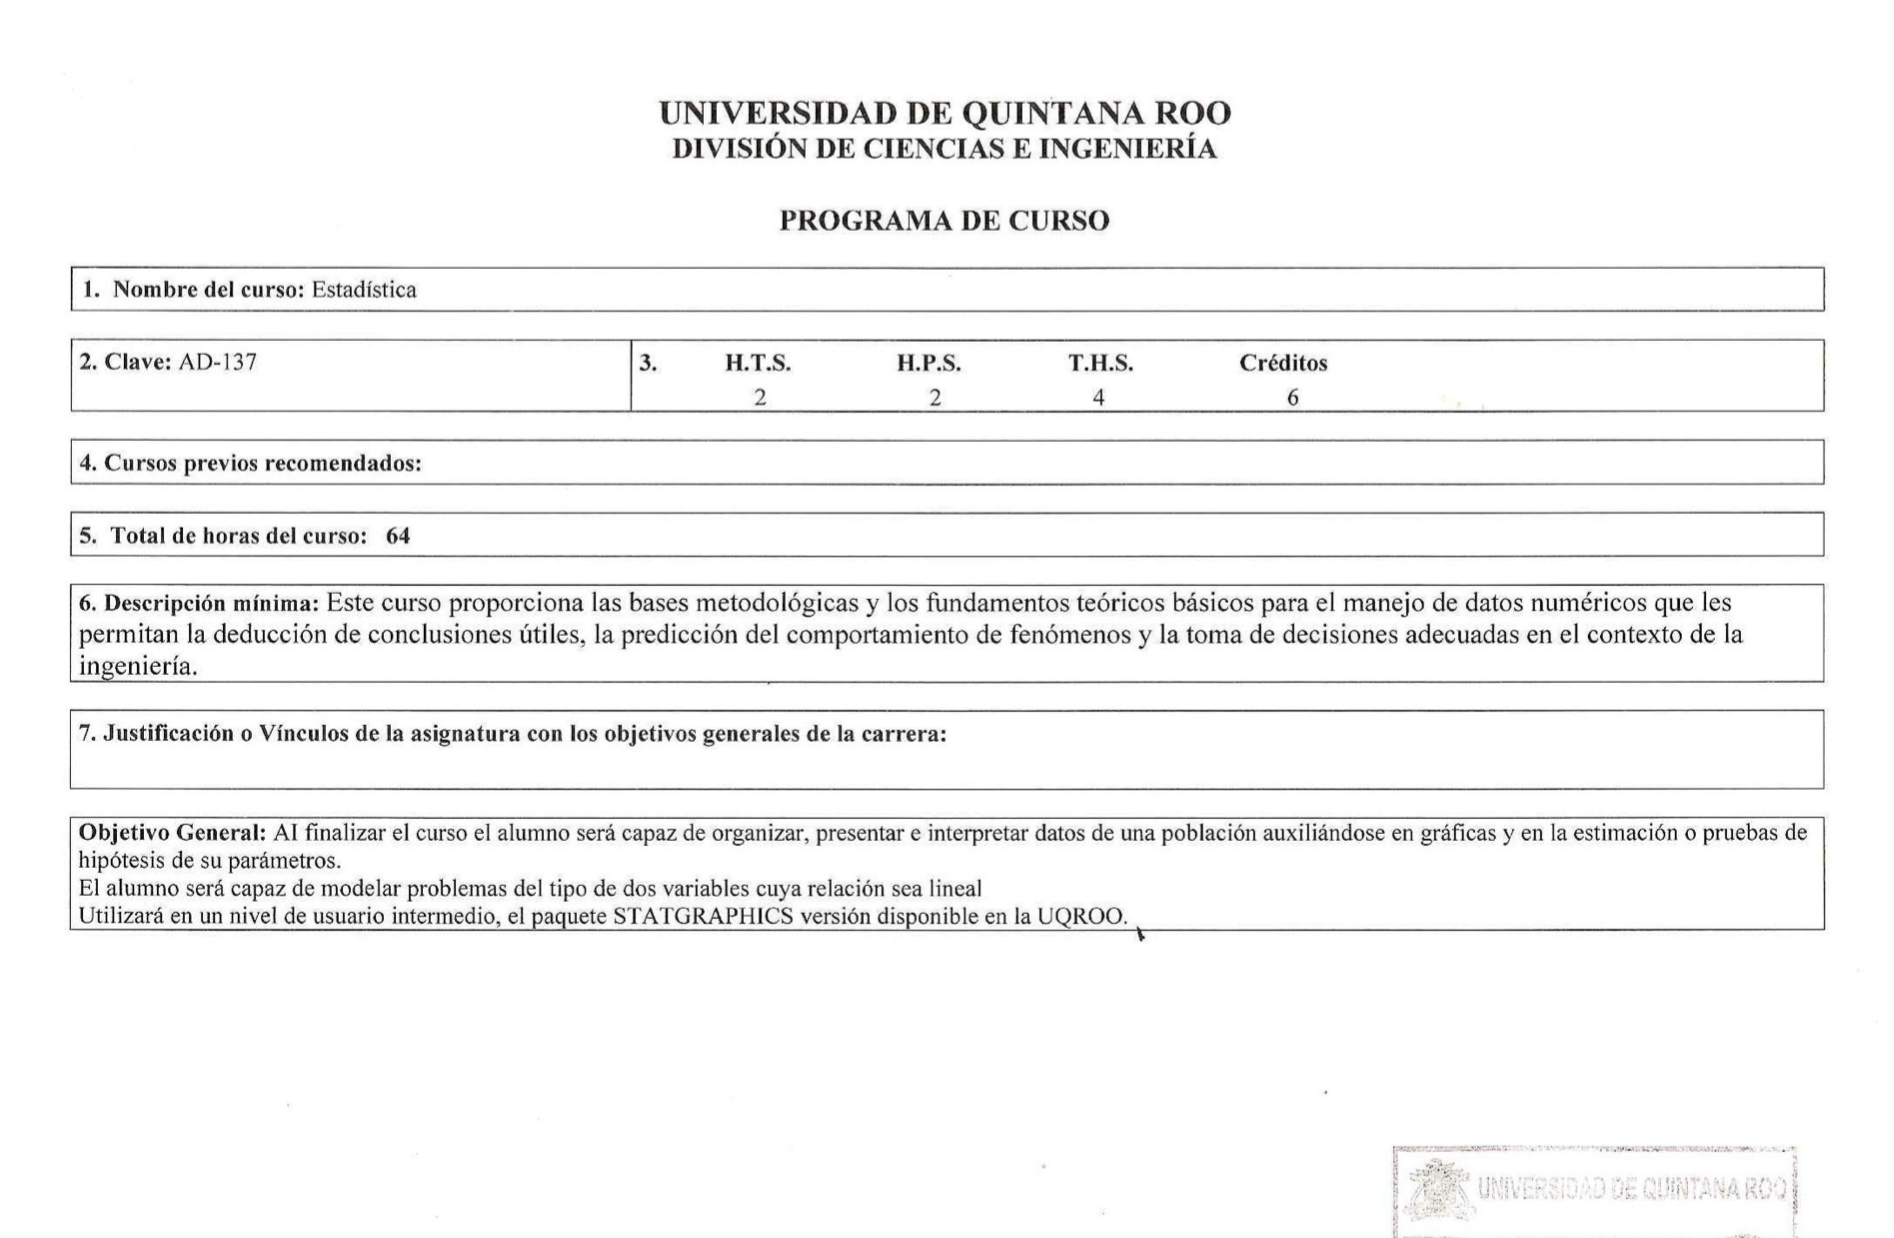 UNIVERSIDAD DE QUINTANA ROO
DIVISIÓN DE CIENCIAS E INGENIERÍA
PROGRAMA DE CURSO
1. Nombre del curso: Estadística
2. Clave: AD-137
3. H.T.S. H.P.S. T.H.S. Créditos
2 2 4 6
4. Cursos previos recomendados:
5. Total de horas del curso: 64
6. Descripción mínima: Este curso proporciona las bases metodológicas y los fundamentos teóricos básicos para el manejo de datos numéricos que les
permitan la deducción de conclusiones útiles, la predicción del comportamiento de fenómenos y la toma de decisiones adecuadas en el contexto de la
ingeniería.
7. Justificación o Vínculos de la asignatura con los objetivos generales de la carrera:
Objetivo General: AI finalizar el curso el alumno será capaz de organizar, presentar e interpretar datos de una población auxiliándose en gráficas y en la estimación o pruebas de
hipótesis de su parámetros.
El alumno será capaz de modelar problemas del tipo de dos variables cuya relación sea lineal
Utilizará en un nivel de usuario intermedio, el paquete STATGRAPHICS versión disponible en la UQROO.
UNIVERSIDAD DE QUINTANA ROO